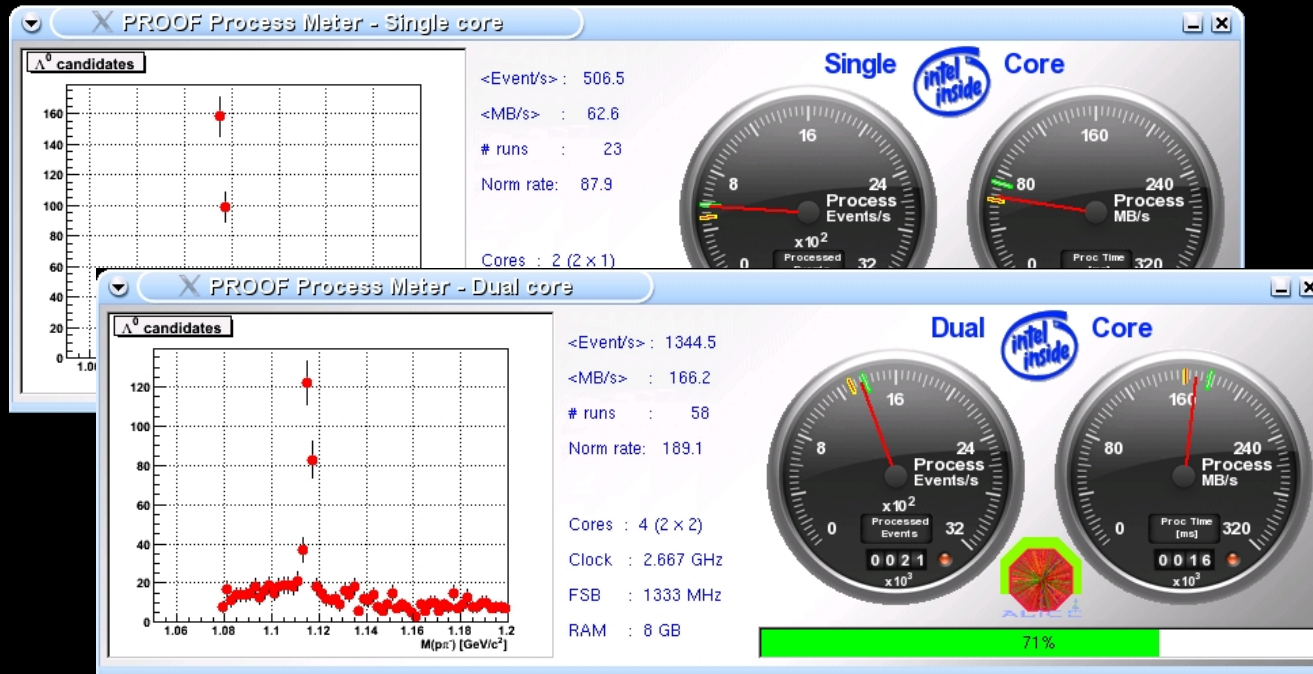 PROOF Process Meter - Single core
Λ⁰ candidates
160
140
120
100
80
60
40
20
0
<Event/s> : 506.5
<MB/s> : 62.6
# runs : 23
Norm rate: 87.9
Cores : 2 (2 x 1)
Single intel inside Core
0 8 16 24 32
Process
Events/s
x10²
Processed
0 80 160 240 320
Process
MB/s
Proc Time
PROOF Process Meter - Dual core
Λ⁰ candidates
120
100
80
60
40
20
0
1.06 1.08 1.1 1.12 1.14 1.16 1.18 1.2
M(pπ⁻) [GeV/c²]
<Event/s> : 1344.5
<MB/s> : 166.2
# runs : 58
Norm rate: 189.1
Cores : 4 (2 x 2)
Clock : 2.667 GHz
FSB : 1333 MHz
RAM : 8 GB
Dual intel inside Core
0 8 16 24 32
Process
Events/s
x10²
Processed
Events
0021
x10³
0 80 160 240 320
Process
MB/s
Proc Time
[ms]
0016
x10³
ALICE
71%